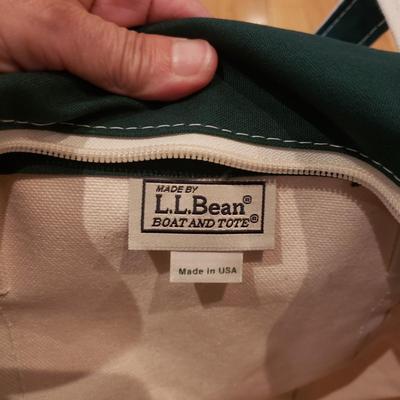 MADE BY
L.L.Bean®
BOAT AND TOTE®
Made in USA